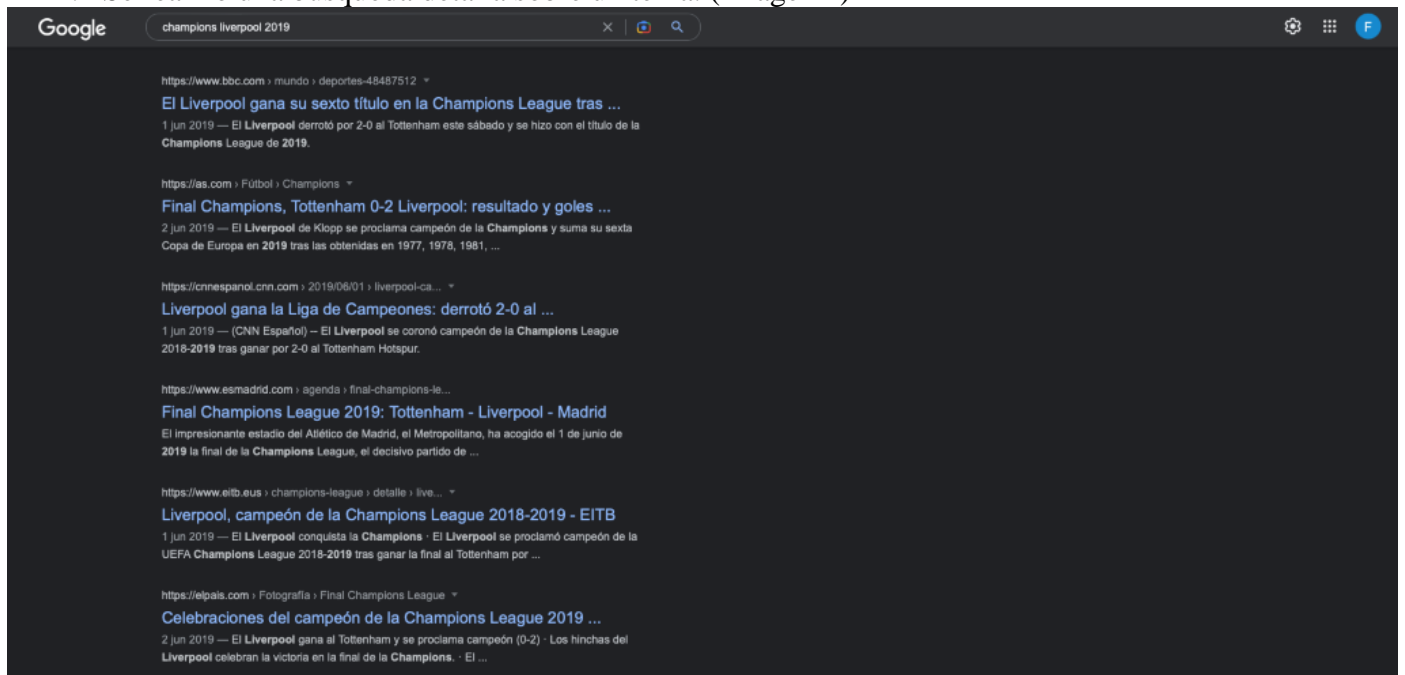 Google
champions liverpool 2019
F
https://www.bbc.com › mundo › deportes-48487512
El Liverpool gana su sexto título en la Champions League tras ...
1 jun 2019 — El Liverpool derrotó por 2-0 al Tottenham este sábado y se hizo con el título de la
Champions League de 2019.
https://as.com › Fútbol › Champions
Final Champions, Tottenham 0-2 Liverpool: resultado y goles ...
2 jun 2019 — El Liverpool de Klopp se proclama campeón de la Champions y suma su sexta
Copa de Europa en 2019 tras las obtenidas en 1977, 1978, 1981, ...
https://cnnespanol.cnn.com › 2019/06/01 › liverpool-ca...
Liverpool gana la Liga de Campeones: derrotó 2-0 al ...
1 jun 2019 — (CNN Español) – El Liverpool se coronó campeón de la Champions League
2018-2019 tras ganar por 2-0 al Tottenham Hotspur.
https://www.esmadrid.com › agenda › final-champions-le...
Final Champions League 2019: Tottenham - Liverpool - Madrid
El impresionante estadio del Atlético de Madrid, el Metropolitano, ha acogido el 1 de junio de
2019 la final de la Champions League, el decisivo partido de ...
https://www.eitb.eus › champions-league › detalle › live...
Liverpool, campeón de la Champions League 2018-2019 - EITB
1 jun 2019 — El Liverpool conquista la Champions · El Liverpool se proclamó campeón de la
UEFA Champions League 2018-2019 tras ganar la final al Tottenham por ...
https://elpais.com › Fotografía › Final Champions League
Celebraciones del campeón de la Champions League 2019 ...
2 jun 2019 — El Liverpool gana al Tottenham y se proclama campeón (0-2) · Los hinchas del
Liverpool celebran la victoria en la final de la Champions. · El ...